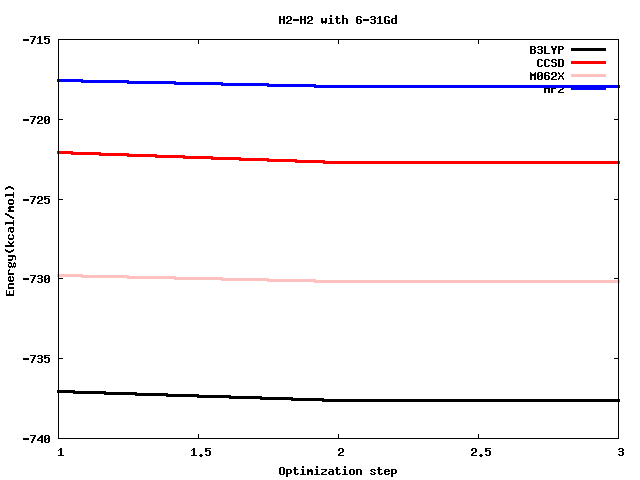 H2-H2 with 6-31Gd
-715
B3LYP
CCSD
M062X
MP2
-720
-725
-730
-735
-740
Energy(kcal/mol)
1 1.5 2 2.5 3
Optimization step